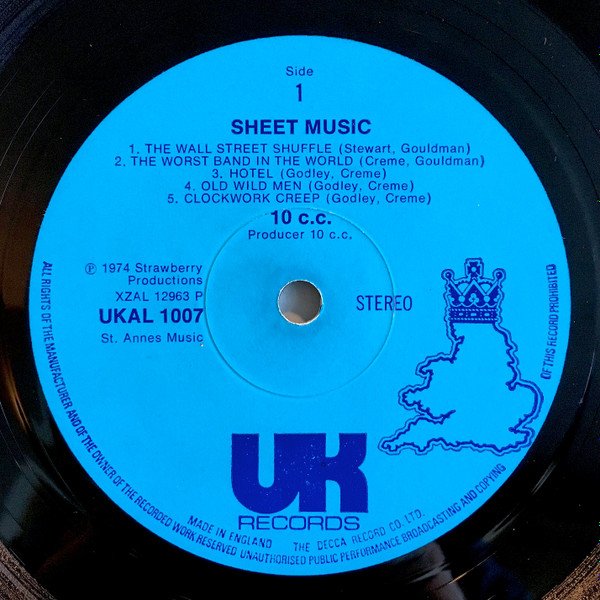 Side
1
SHEET MUSIC
1. THE WALL STREET SHUFFLE (Stewart, Gouldman)
2. THE WORST BAND IN THE WORLD (Creme, Gouldman)
3. HOTEL (Godley, Creme)
4. OLD WILD MEN (Godley, Creme)
5. CLOCKWORK CREEP (Godley, Creme)
10 c.c.
Producer 10 c.c.
℗ 1974 Strawberry
Productions
XZAL 12963 P
UKAL 1007
St. Annes Music
STEREO
UK
RECORDS
MADE IN ENGLAND THE DECCA RECORD CO. LTD.
ALL RIGHTS OF THE MANUFACTURER AND OF THE OWNER OF THE RECORDED WORK RESERVED UNAUTHORISED PUBLIC PERFORMANCE BROADCASTING AND COPYING OF THIS RECORD PROHIBITED